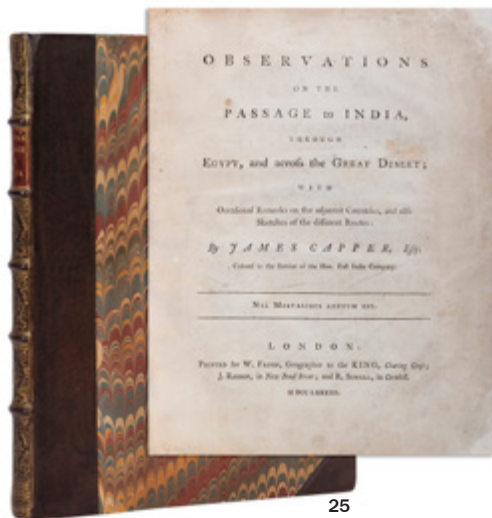 OBSERVATIONS
ON THE
PASSAGE to INDIA,
THROUGH
EGYPT, and across the GREAT DESERT;
WITH
Occasional Remarks on the adjacent Countries, and also
Sketches of the different Routes.
By JAMES CAPPER, Esq;
Colonel in the Service of the Hon. East India Company.
NIL MORTALIBUS ARDUUM EST.
LONDON:
PRINTED for W. FADEN, Geographer to the KING, Charing Cross;
J. ROBSON, in New Bond Street; and R. SEWELL, in Cornhill.
M DCC LXXXIII.
25